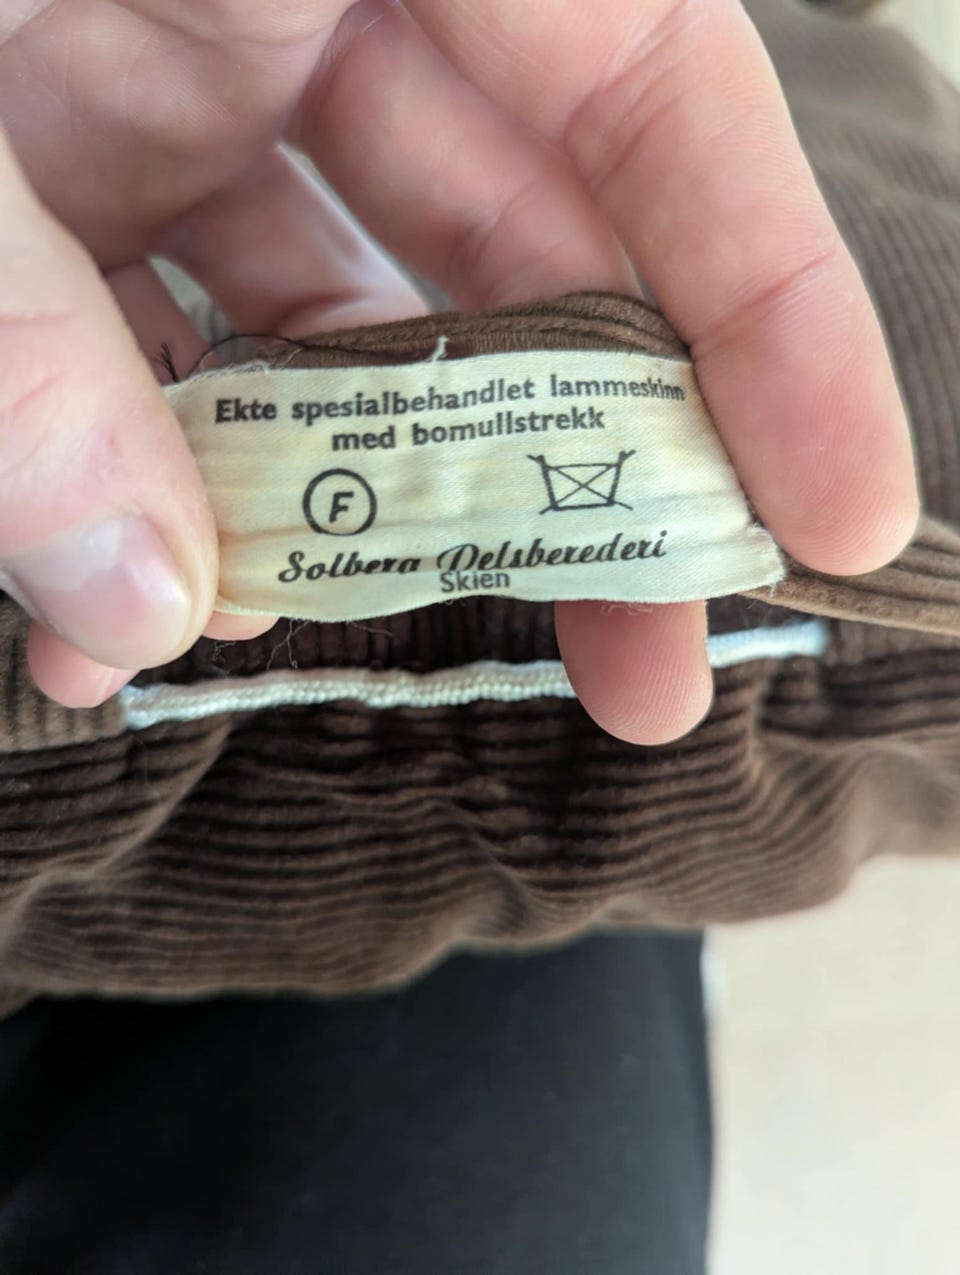 Ekte spesialbehandlet lammeskinn
med bomullstrekk
F
Solberg Pelsberederi
Skien